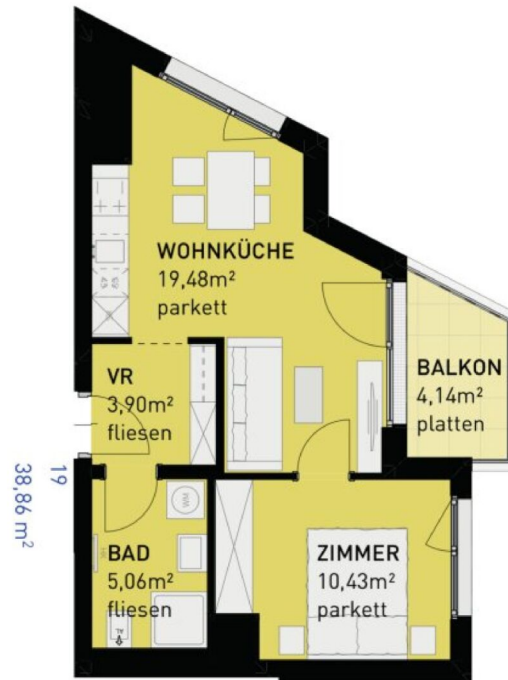 WOHNKÜCHE
19,48m²
parkett
BALKON
4,14m²
platten
VR
3,90m²
fliesen
19
38,86 m²
WM
BAD
5,06m²
fliesen
ZIMMER
10,43m²
parkett